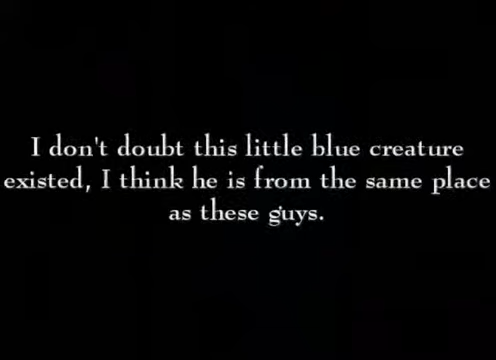 I don't doubt this little blue creature
existed, I think he is from the same place
as these guys.